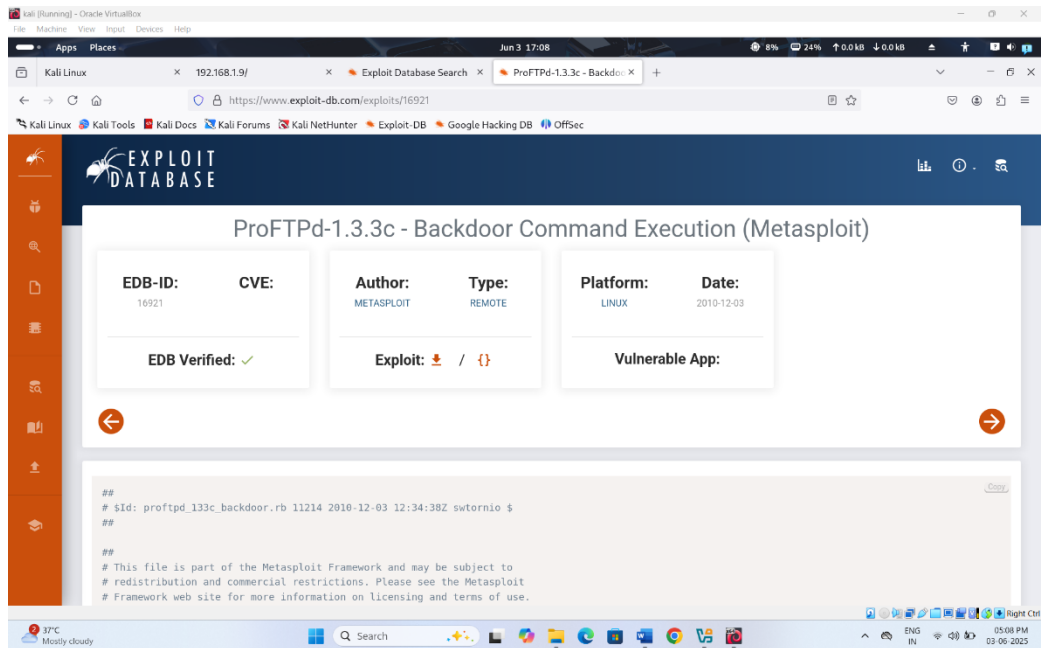 kali [Running] - Oracle VirtualBox
File Machine View Input Devices Help
Apps Places Jun 3 17:08 8% 24% 0.0 kB 0.0 kB
Kali Linux × 192.168.1.9/ × Exploit Database Search × ProFTPd-1.3.3c - Backdoo ×
https://www.exploit-db.com/exploits/16921
Kali Linux Kali Tools Kali Docs Kali Forums Kali NetHunter Exploit-DB Google Hacking DB OffSec
EXPLOIT
DATABASE
ProFTPd-1.3.3c - Backdoor Command Execution (Metasploit)
EDB-ID: CVE: Author: Type: Platform: Date:
16921 METASPLOIT REMOTE LINUX 2010-12-03
EDB Verified: ✓ Exploit: / {} Vulnerable App:
Copy
##
# $Id: proftpd_133c_backdoor.rb 11214 2010-12-03 12:34:38Z swtornio $
##
##
# This file is part of the Metasploit Framework and may be subject to
# redistribution and commercial restrictions. Please see the Metasploit
# Framework web site for more information on licensing and terms of use.
Right Ctrl
37°C
Mostly cloudy
Search
ENG
IN
05:08 PM
03-06-2025